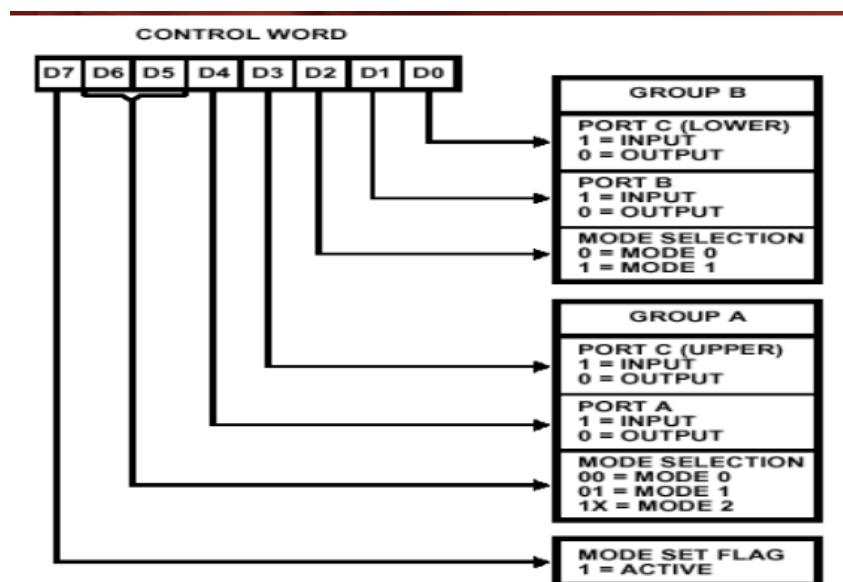 CONTROL WORD
D7 D6 D5 D4 D3 D2 D1 D0
GROUP B
PORT C (LOWER)
1 = INPUT
0 = OUTPUT
PORT B
1 = INPUT
0 = OUTPUT
MODE SELECTION
0 = MODE 0
1 = MODE 1
GROUP A
PORT C (UPPER)
1 = INPUT
0 = OUTPUT
PORT A
1 = INPUT
0 = OUTPUT
MODE SELECTION
00 = MODE 0
01 = MODE 1
1X = MODE 2
MODE SET FLAG
1 = ACTIVE